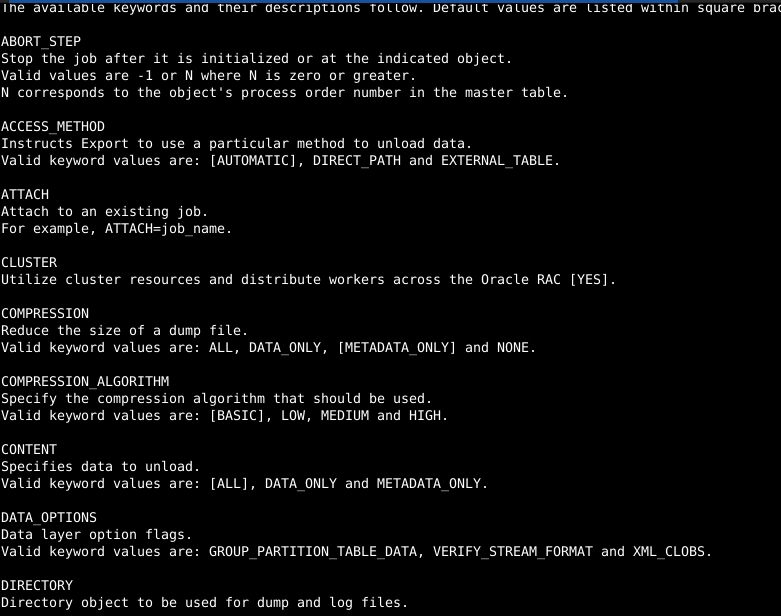 The available keywords and their descriptions follow. Default values are listed within square brac
ABORT_STEP
Stop the job after it is initialized or at the indicated object.
Valid values are -1 or N where N is zero or greater.
N corresponds to the object's process order number in the master table.
ACCESS_METHOD
Instructs Export to use a particular method to unload data.
Valid keyword values are: [AUTOMATIC], DIRECT_PATH and EXTERNAL_TABLE.
ATTACH
Attach to an existing job.
For example, ATTACH=job_name.
CLUSTER
Utilize cluster resources and distribute workers across the Oracle RAC [YES].
COMPRESSION
Reduce the size of a dump file.
Valid keyword values are: ALL, DATA_ONLY, [METADATA_ONLY] and NONE.
COMPRESSION_ALGORITHM
Specify the compression algorithm that should be used.
Valid keyword values are: [BASIC], LOW, MEDIUM and HIGH.
CONTENT
Specifies data to unload.
Valid keyword values are: [ALL], DATA_ONLY and METADATA_ONLY.
DATA_OPTIONS
Data layer option flags.
Valid keyword values are: GROUP_PARTITION_TABLE_DATA, VERIFY_STREAM_FORMAT and XML_CLOBS.
DIRECTORY
Directory object to be used for dump and log files.